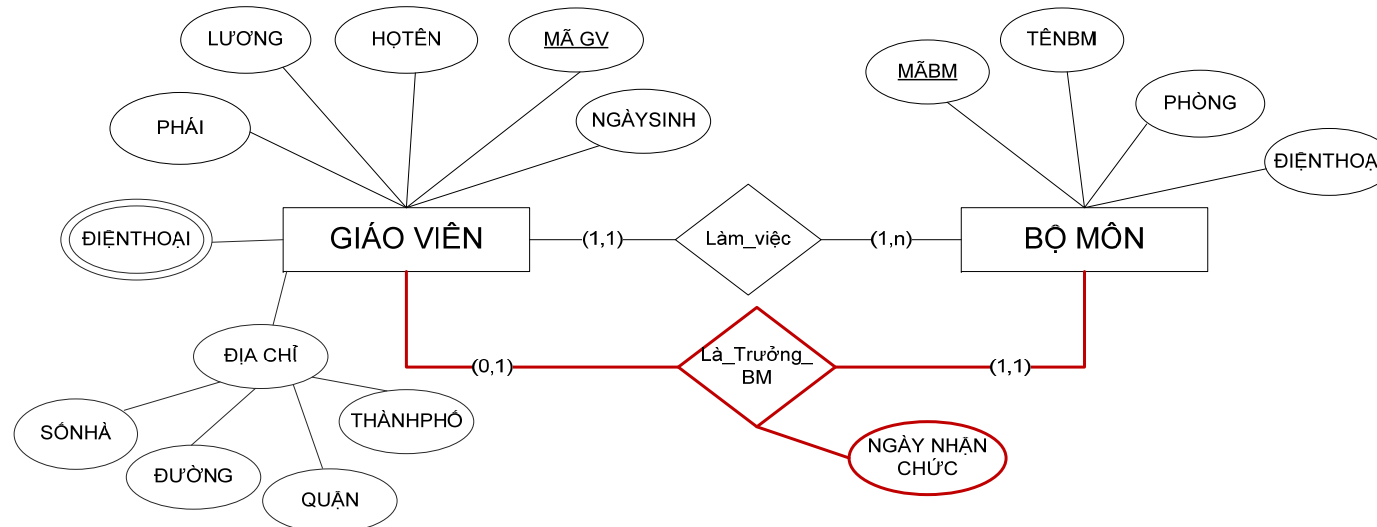 LƯƠNG
HỌTÊN
MÃ GV
TÊNBM
MÃBM
PHÁI
NGÀYSINH
PHÒNG
ĐIỆNTHOẠ
ĐIỆNTHOẠI
GIÁO VIÊN
(1,1)
Làm_việc
(1,n)
BỘ MÔN
ĐỊA CHỈ
(0,1)
Là_Trưởng_
BM
(1,1)
SỐNHÀ
THÀNHPHỐ
ĐƯỜNG
QUẬN
NGÀY NHẬN
CHỨC